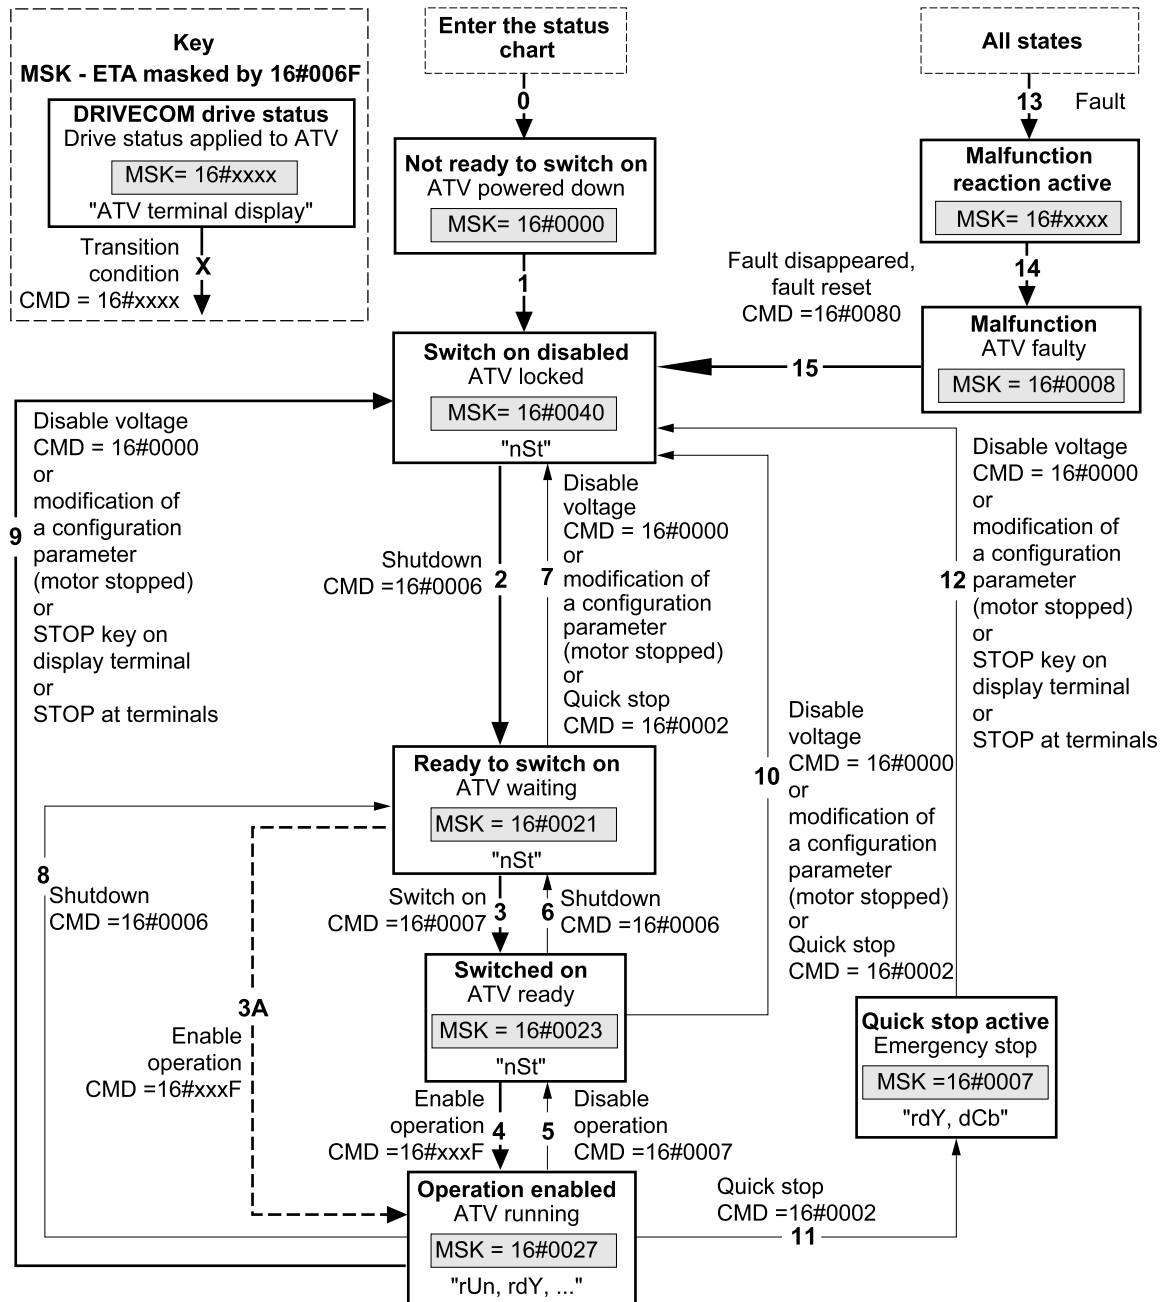 Key
MSK - ETA masked by 16#006F
DRIVECOM drive status
Drive status applied to ATV
MSK= 16#xxxx
"ATV terminal display"
Transition
condition
CMD = 16#xxxx
X
Enter the status
chart
0
Not ready to switch on
ATV powered down
MSK= 16#0000
1
All states
13
Fault
Malfunction
reaction active
MSK= 16#xxxx
14
Malfunction
ATV faulty
MSK = 16#0008
Fault disappeared,
fault reset
CMD =16#0080
15
Switch on disabled
ATV locked
MSK= 16#0040
"nSt"
9
Disable voltage
CMD = 16#0000
or
modification of
a configuration
parameter
(motor stopped)
or
STOP key on
display terminal
or
STOP at terminals
Shutdown
CMD =16#0006
2
7
Disable
voltage
CMD = 16#0000
or
modification of
a configuration
parameter
(motor stopped)
or
Quick stop
CMD = 16#0002
12
Disable voltage
CMD = 16#0000
or
modification of
a configuration
parameter
(motor stopped)
or
STOP key on
display terminal
or
STOP at terminals
Ready to switch on
ATV waiting
MSK = 16#0021
"nSt"
10
Disable
voltage
CMD = 16#0000
or
modification of
a configuration
parameter
(motor stopped)
or
Quick stop
CMD = 16#0002
8
Shutdown
CMD =16#0006
Switch on
CMD =16#0007
3
6
Shutdown
CMD =16#0006
Switched on
ATV ready
MSK = 16#0023
"nSt"
3A
Enable
operation
CMD =16#xxxF
Enable
operation
CMD =16#xxxF
4
5
Disable
operation
CMD =16#0007
Quick stop active
Emergency stop
MSK =16#0007
"rdY, dCb"
Operation enabled
ATV running
MSK = 16#0027
"rUn, rdY, ..."
Quick stop
CMD =16#0002
11